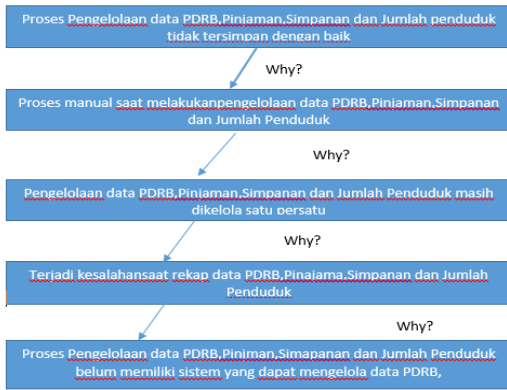 Proses Pengelolaan data PDRB,Pinjaman,Simpanan dan Jumlah penduduk
tidak tersimpan dengan baik
Why?
Proses manual saat melakukanpengelolaan data PDRB,Pinjaman,Simpanan
dan Jumlah Penduduk
Why?
Pengelolaan data PDRB,Pinjaman,Simpanan dan Jumlah Penduduk masih
dikelola satu persatu
Why?
Terjadi kesalahansaat rekap data PDRB,Pinajama,Simpanan dan Jumlah
Penduduk
Why?
Proses Pengelolaan data PDRB,Piniman,Simapanan dan Jumlah Penduduk
belum memiliki sistem yang dapat mengelola data PDRB,